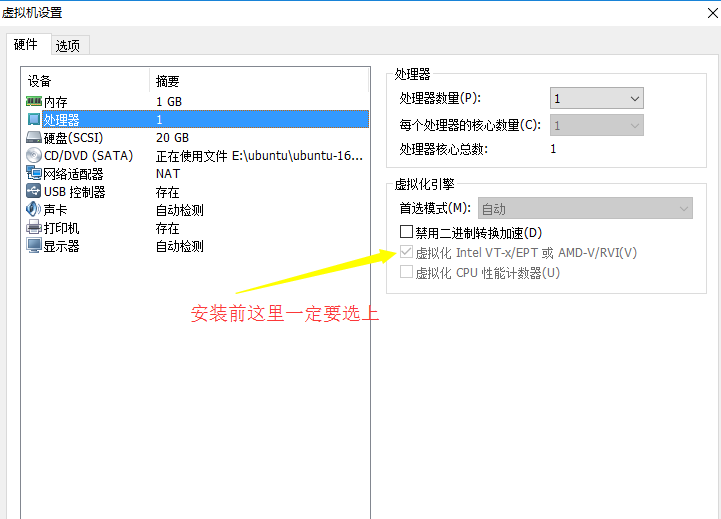 虚拟机设置
硬件 选项
设备 摘要
内存 1 GB
处理器 1
硬盘(SCSI) 20 GB
CD/DVD (SATA) 正在使用文件 E:\ubuntu\ubuntu-16...
网络适配器 NAT
USB 控制器 存在
声卡 自动检测
打印机 存在
显示器 自动检测
处理器
处理器数量(P): 1
每个处理器的核心数量(C): 1
处理器核心总数: 1
虚拟化引擎
首选模式(M): 自动
禁用二进制转换加速(D)
虚拟化 Intel VT-x/EPT 或 AMD-V/RVI(V)
虚拟化 CPU 性能计数器(U)
安装前这里一定要选上